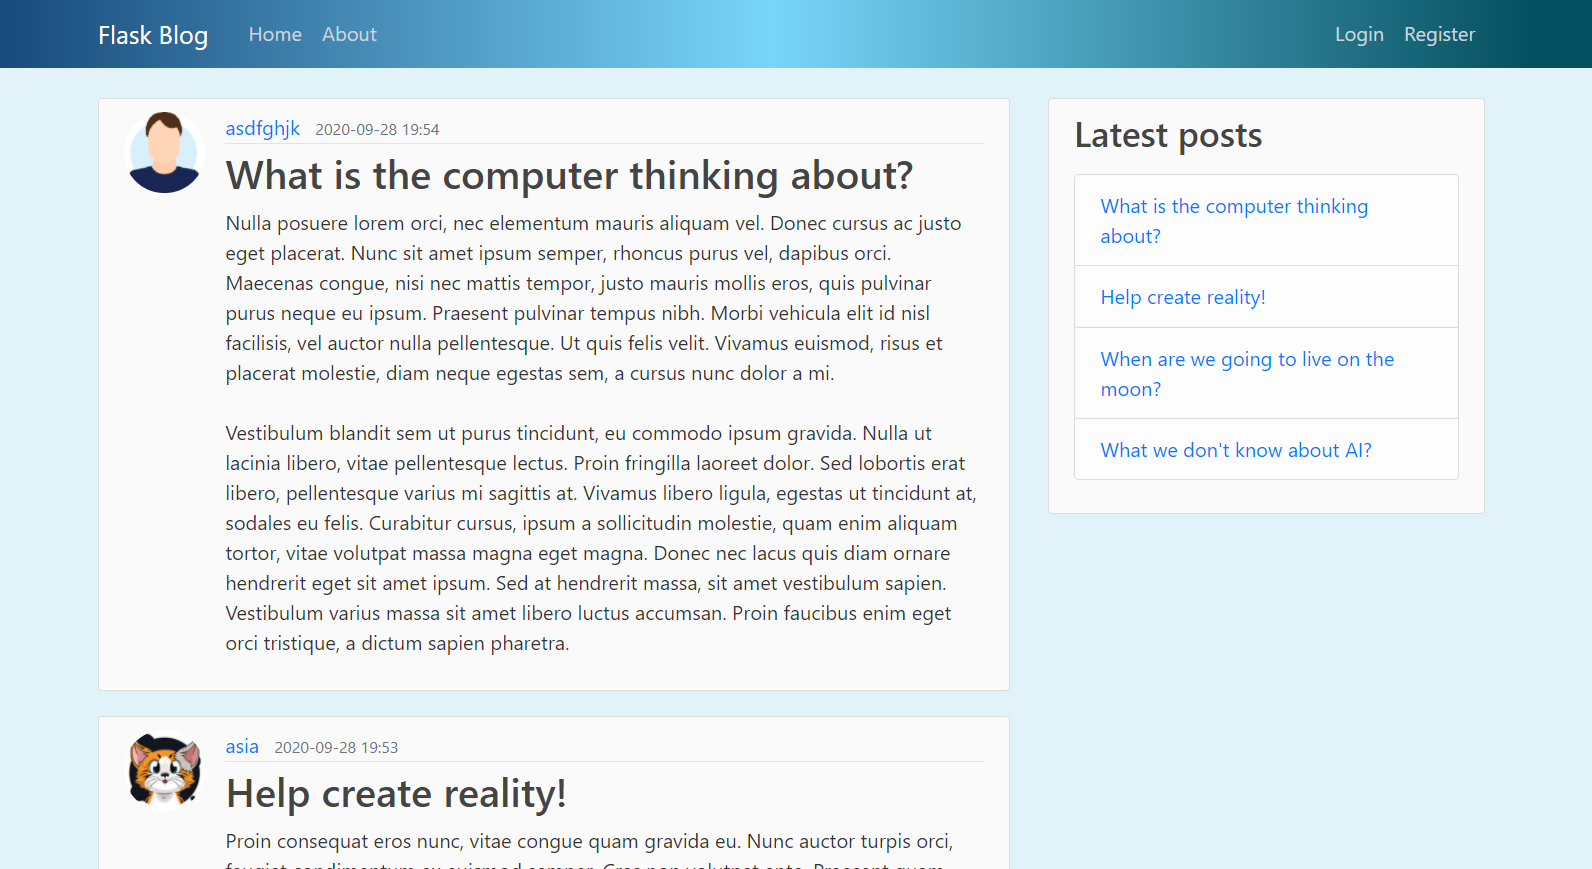 Flask Blog Home About Login Register
asdfghjk 2020-09-28 19:54
What is the computer thinking about?
Nulla posuere lorem orci, nec elementum mauris aliquam vel. Donec cursus ac justo
eget placerat. Nunc sit amet ipsum semper, rhoncus purus vel, dapibus orci.
Maecenas congue, nisi nec mattis tempor, justo mauris mollis eros, quis pulvinar
purus neque eu ipsum. Praesent pulvinar tempus nibh. Morbi vehicula elit id nisl
facilisis, vel auctor nulla pellentesque. Ut quis felis velit. Vivamus euismod, risus et
placerat molestie, diam neque egestas sem, a cursus nunc dolor a mi.
Vestibulum blandit sem ut purus tincidunt, eu commodo ipsum gravida. Nulla ut
lacinia libero, vitae pellentesque lectus. Proin fringilla laoreet dolor. Sed lobortis erat
libero, pellentesque varius mi sagittis at. Vivamus libero ligula, egestas ut tincidunt at,
sodales eu felis. Curabitur cursus, ipsum a sollicitudin molestie, quam enim aliquam
tortor, vitae volutpat massa magna eget magna. Donec nec lacus quis diam ornare
hendrerit eget sit amet ipsum. Sed at hendrerit massa, sit amet vestibulum sapien.
Vestibulum varius massa sit amet libero luctus accumsan. Proin faucibus enim eget
orci tristique, a dictum sapien pharetra.
asia 2020-09-28 19:53
Help create reality!
Proin consequat eros nunc, vitae congue quam gravida eu. Nunc auctor turpis orci,
Latest posts
What is the computer thinking
about?
Help create reality!
When are we going to live on the
moon?
What we don't know about AI?